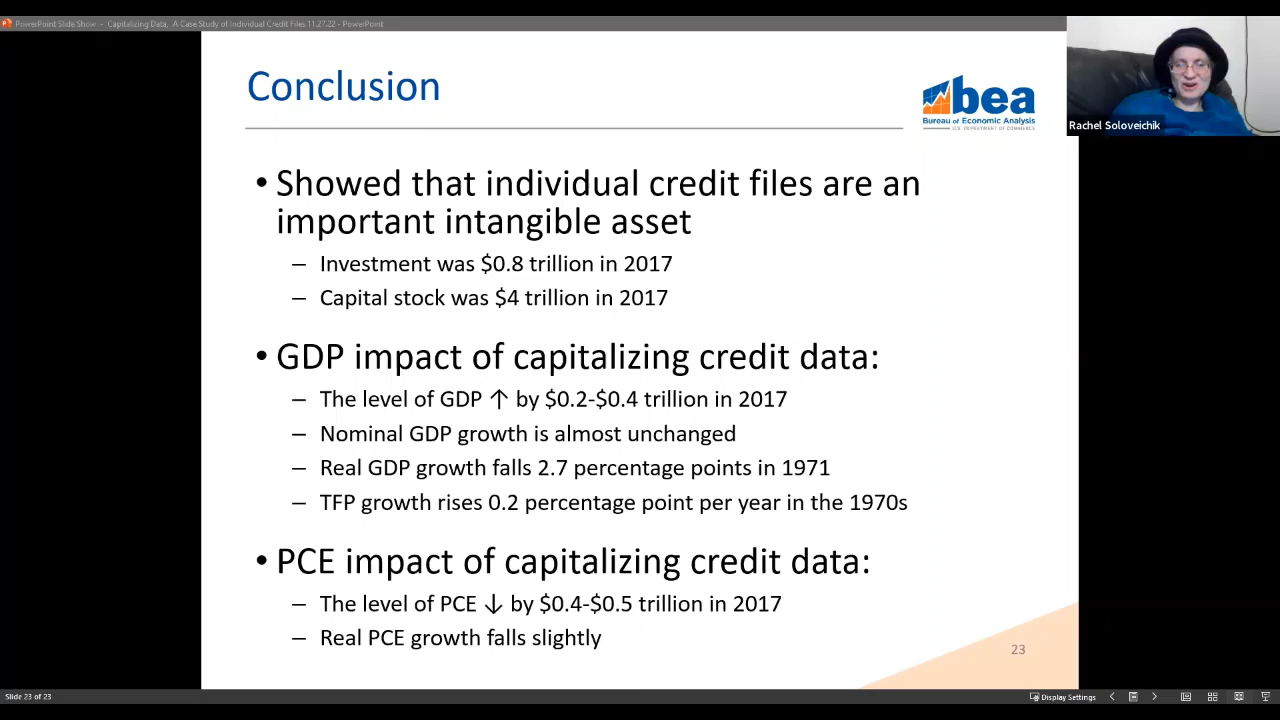 PowerPoint Slide Show - Capitalizing Data, A Case Study of Individual Credit Files 11.27.22 - PowerPoint
Conclusion
bea
Bureau of Economic Analysis
U.S. DEPARTMENT OF COMMERCE
Rachel Soloveichik
• Showed that individual credit files are an
important intangible asset
– Investment was $0.8 trillion in 2017
– Capital stock was $4 trillion in 2017
• GDP impact of capitalizing credit data:
– The level of GDP ↑ by $0.2-$0.4 trillion in 2017
– Nominal GDP growth is almost unchanged
– Real GDP growth falls 2.7 percentage points in 1971
– TFP growth rises 0.2 percentage point per year in the 1970s
• PCE impact of capitalizing credit data:
– The level of PCE ↓ by $0.4-$0.5 trillion in 2017
– Real PCE growth falls slightly
23
Slide 23 of 23
Display Settings